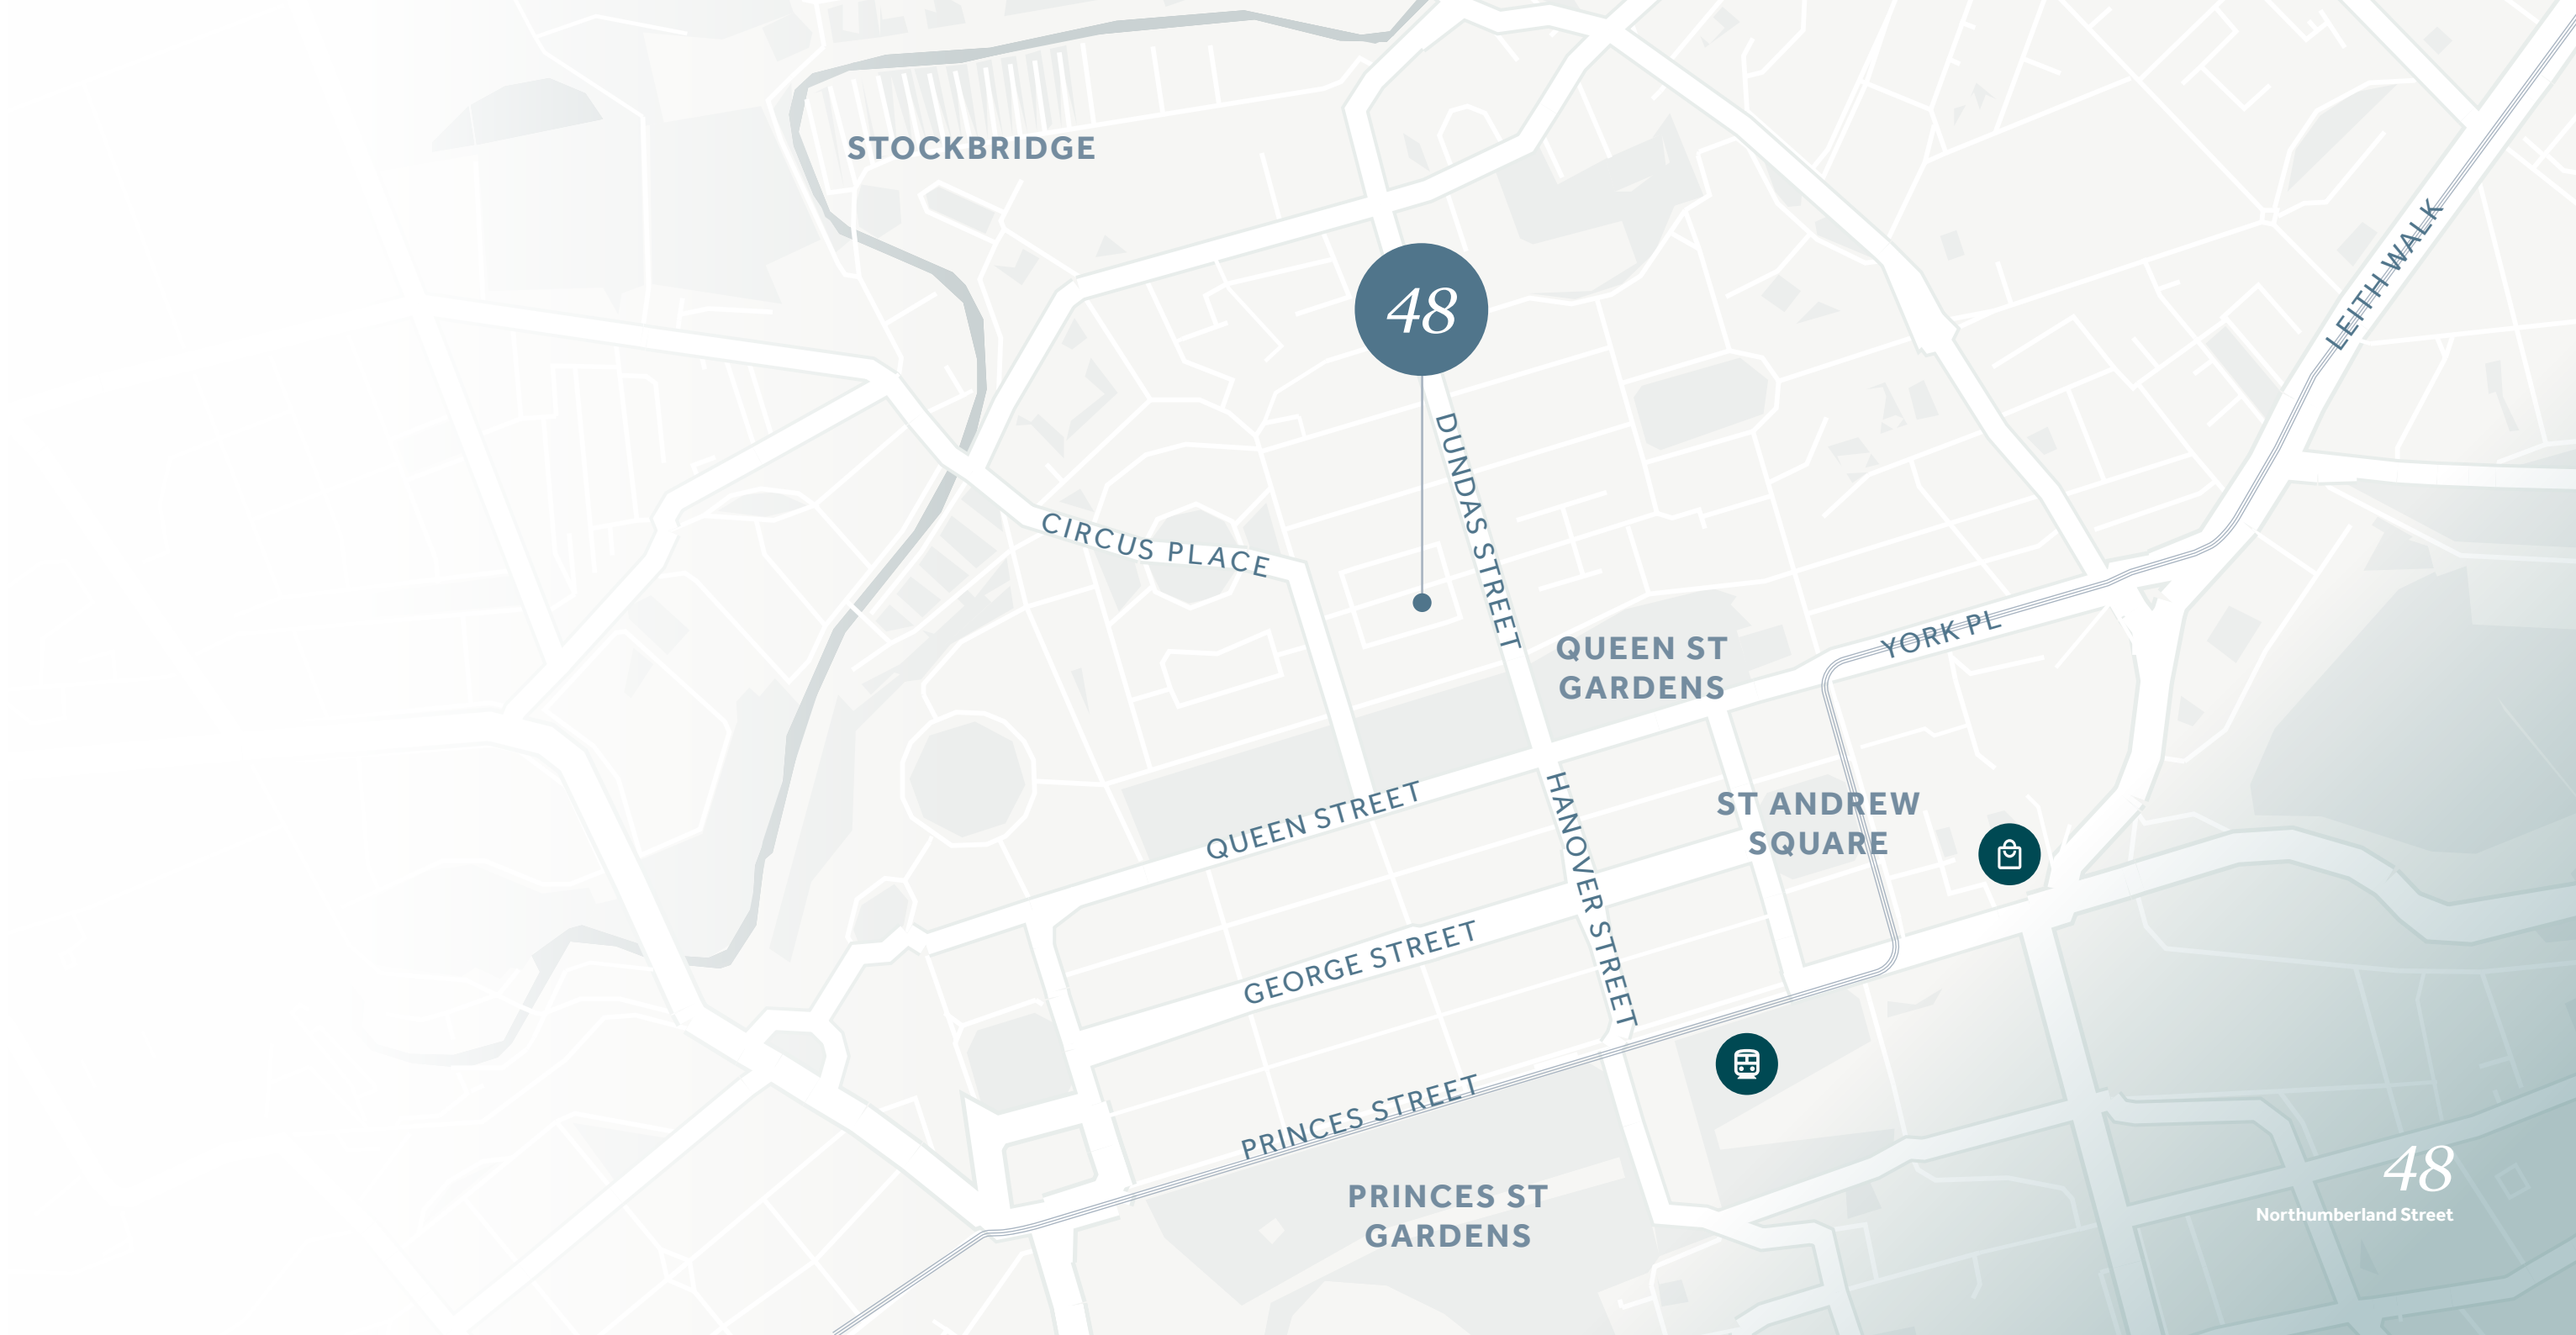 STOCKBRIDGE
LEITH WALK
48
DUNDAS STREET
CIRCUS PLACE
YORK PL
QUEEN ST
GARDENS
QUEEN STREET
HANOVER STREET
ST ANDREW
SQUARE
GEORGE STREET
PRINCES STREET
PRINCES ST
GARDENS
48
Northumberland Street